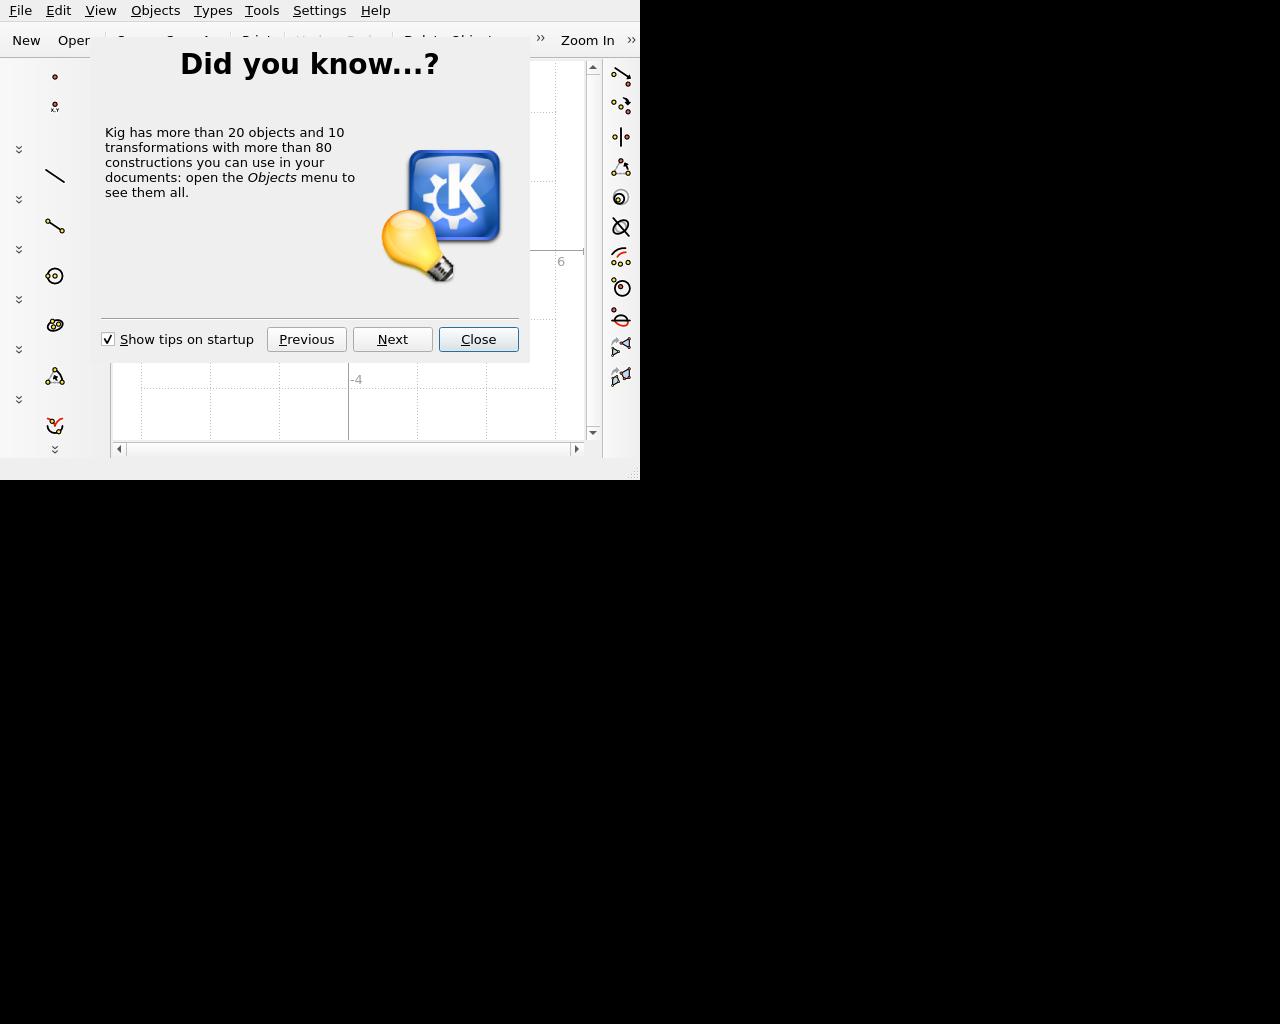 File Edit View Objects Types Tools Settings Help
New Open Zoom In
Did you know...?
Kig has more than 20 objects and 10
transformations with more than 80
constructions you can use in your
documents: open the Objects menu to
see them all.
6
Show tips on startup Previous Next Close
-4